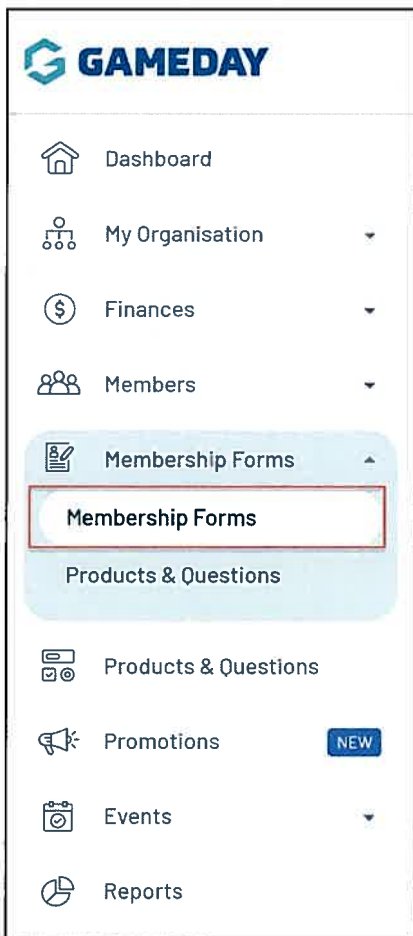 GAMEDAY
Dashboard
My Organisation
Finances
Members
Membership Forms
Membership Forms
Products & Questions
Products & Questions
Promotions NEW
Events
Reports